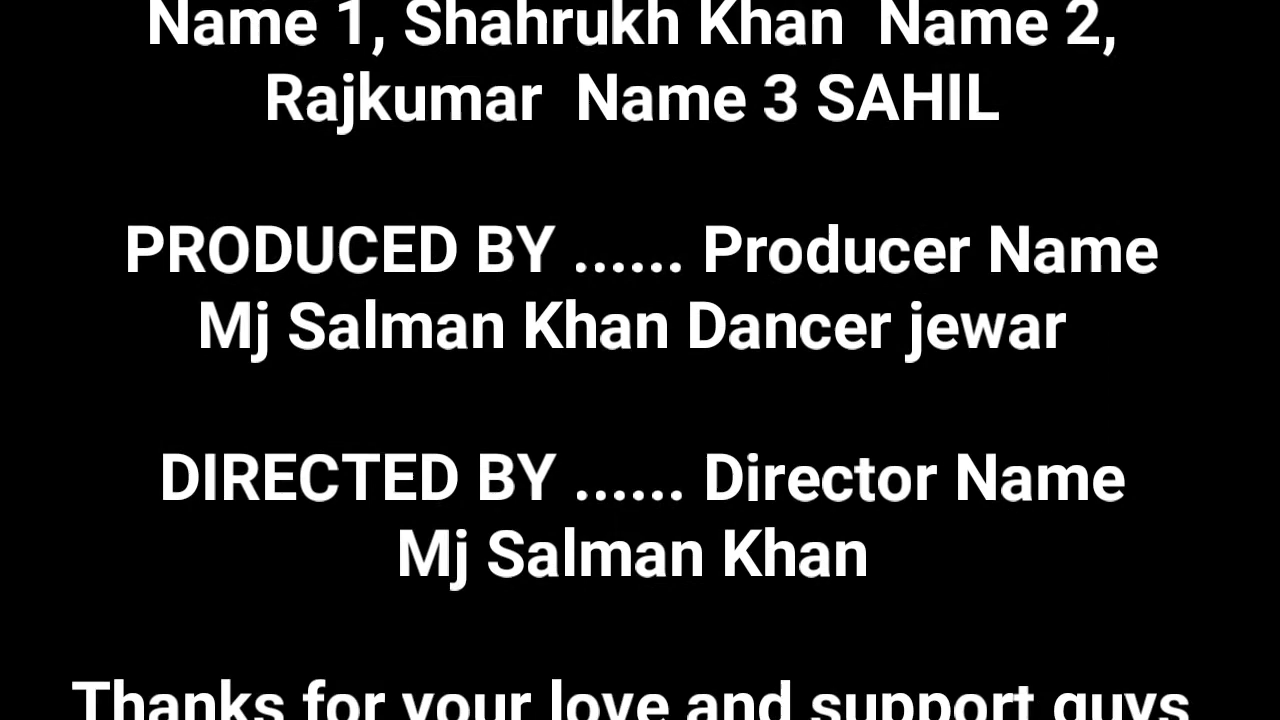 Name 1, Shahrukh Khan  Name 2,
Rajkumar  Name 3 SAHIL
PRODUCED BY ...... Producer Name
Mj Salman Khan Dancer jewar
DIRECTED BY ...... Director Name
Mj Salman Khan
Thanks for your love and support guys